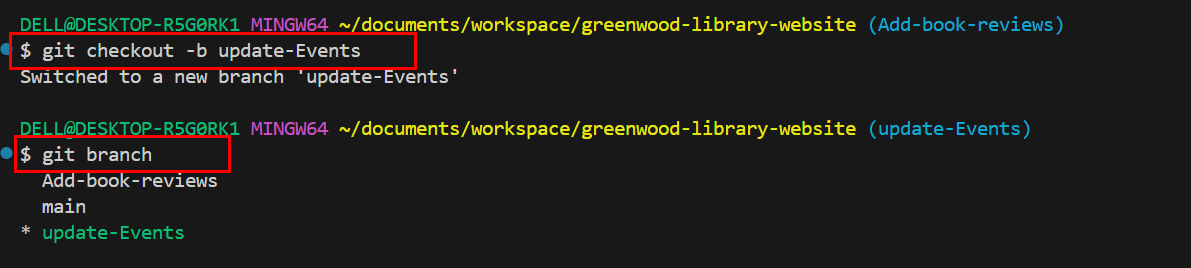 DELL@DESKTOP-R5G0RK1 MINGW64 ~/documents/workspace/greenwood-library-website (Add-book-reviews)
$ git checkout -b update-Events
Switched to a new branch 'update-Events'
DELL@DESKTOP-R5G0RK1 MINGW64 ~/documents/workspace/greenwood-library-website (update-Events)
$ git branch
Add-book-reviews
main
* update-Events